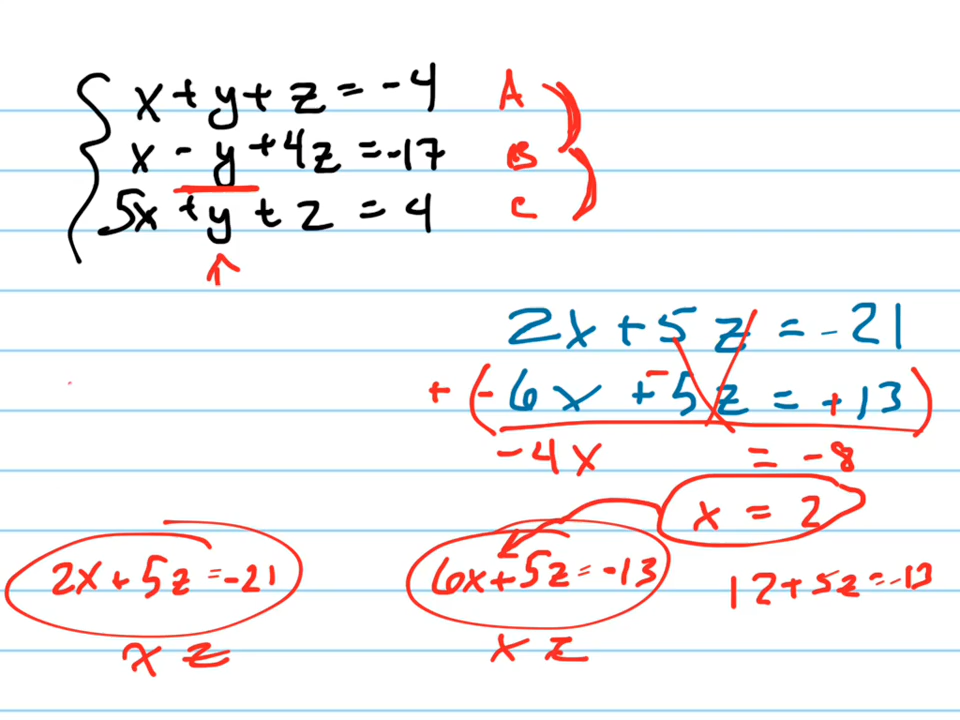 x + y + z = -4 A
x - y + 4z = -17 B
5x + y + z = 4 C
2x + 5z = -21
+ (-6x + -5z = +13)
-4x = -8
x = 2
2x + 5z = -21
6x + 5z = -13
12 + 5z = -13
x z
x z